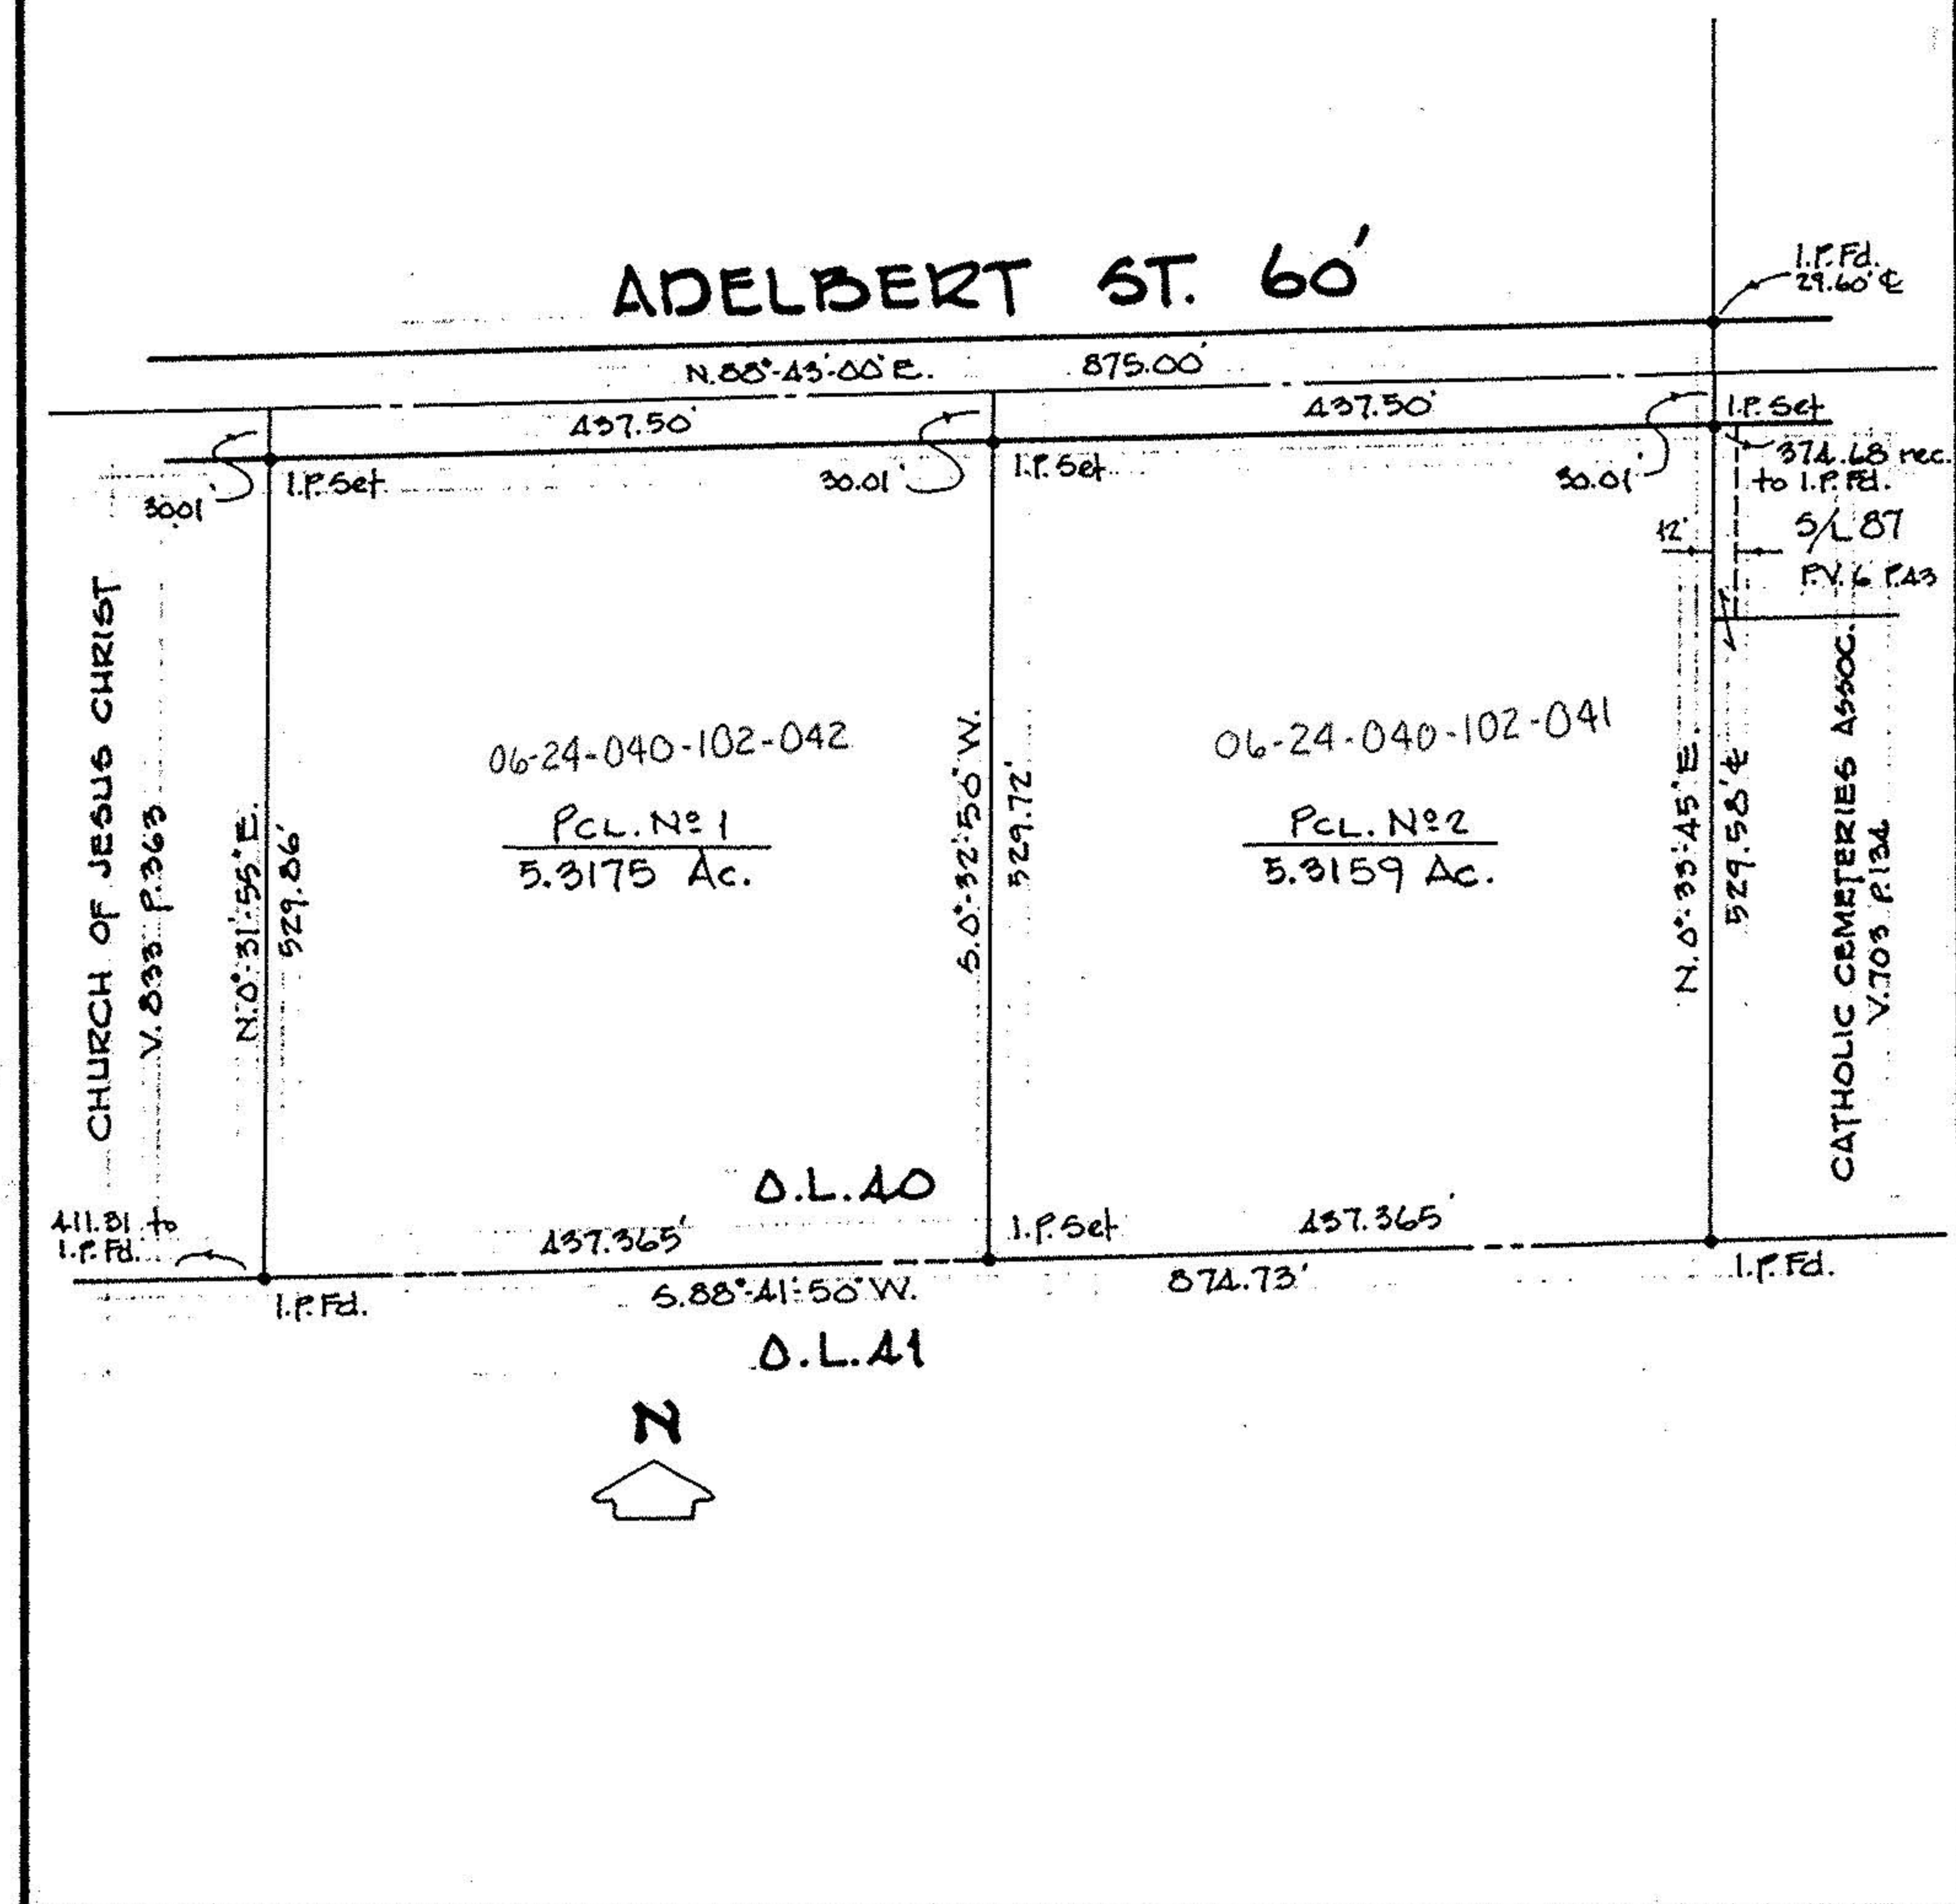 ADELBERT ST. 60'
I.P. Fd.
29.60' ℄
N.88°-43'-00"E. 875.00'
437.50'
437.50'
I.P. Set
30.01'
I.P. Set
30.01'
I.P. Set
30.01'
374.68 rec.
to I.P. Fd.
12'
S/L 87
P.V. 6 P.43
CHURCH OF JESUS CHRIST
V. 833 P.363
N.0°-31'-55"E.
529.86'
06-24-040-102-042
PCL. Nº 1
5.3175 Ac.
S.0°-32'-50"W.
529.72'
06-24-040-102-041
PCL. Nº 2
5.3159 Ac.
N.0°-33'-45"E.
529.58' ℄
CATHOLIC CEMETERIES ASSOC.
V.703 P.134
O.L.40
411.31 to
I.P. Fd.
437.365'
I.P. Set
437.365'
I.P. Fd.
S.88°-41'-50"W. 874.73'
I.P. Fd.
O.L.41
N